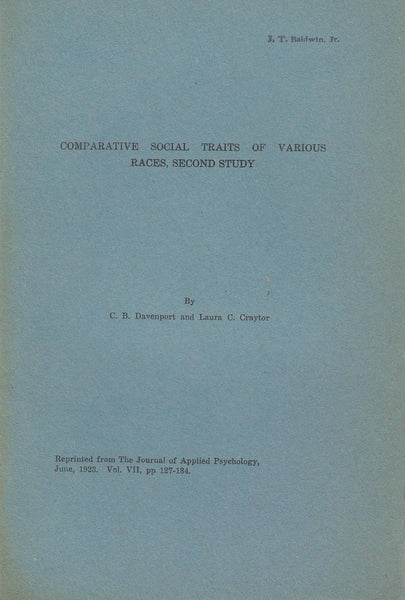 J. T. Baldwin, Jr.
COMPARATIVE SOCIAL TRAITS OF VARIOUS
RACES, SECOND STUDY
By
C. B. Davenport and Laura C. Craytor
Reprinted from The Journal of Applied Psychology,
June, 1923. Vol. VII, pp 127-134.